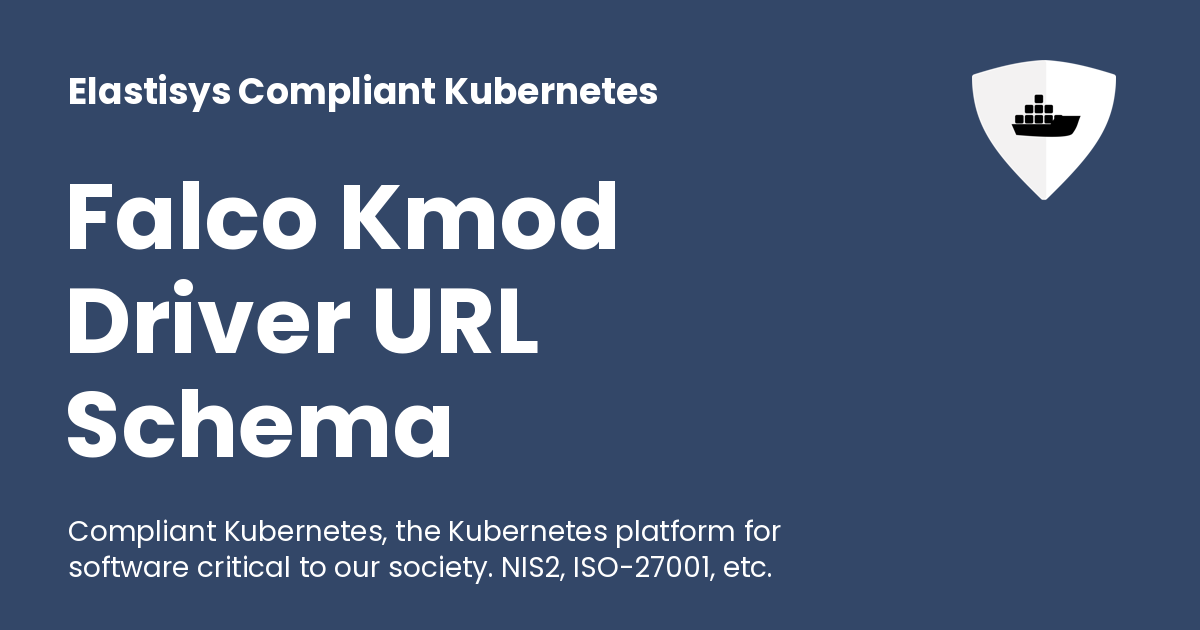 Elastisys Compliant Kubernetes
Falco Kmod
Driver URL
Schema
Compliant Kubernetes, the Kubernetes platform for
software critical to our society. NIS2, ISO-27001, etc.